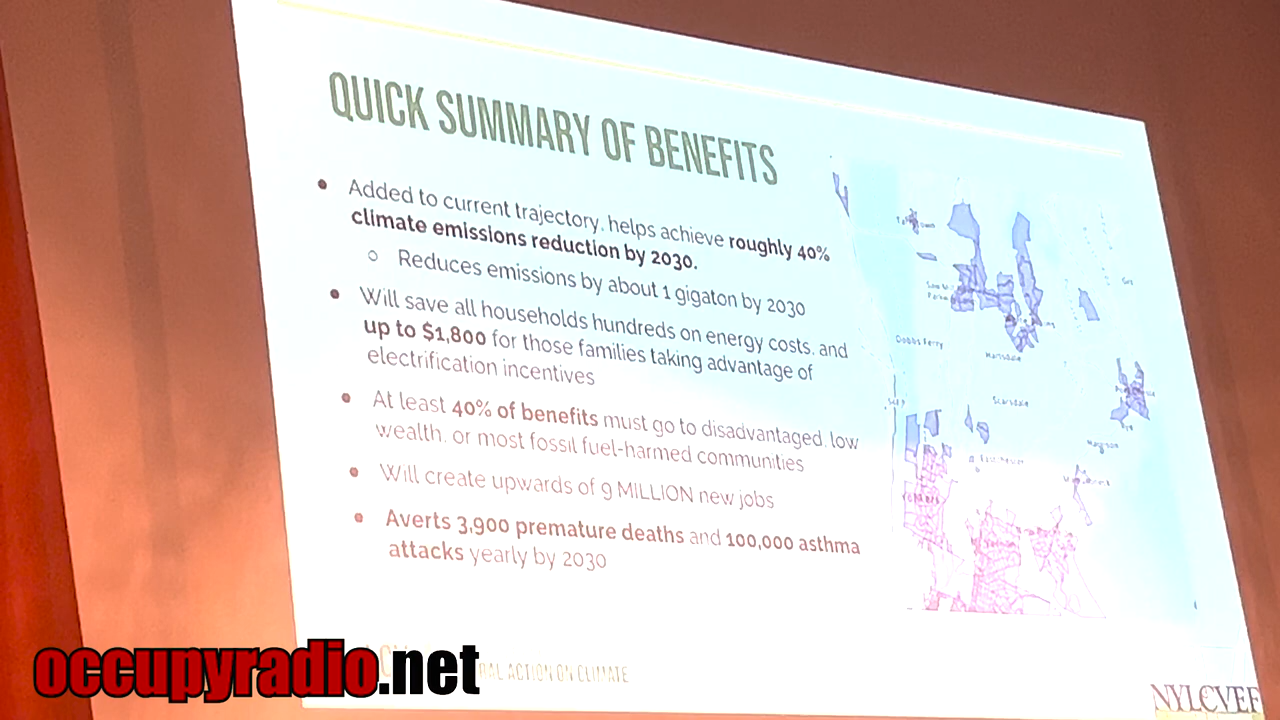 QUICK SUMMARY OF BENEFITS
• Added to current trajectory, helps achieve roughly 40%
climate emissions reduction by 2030.
○ Reduces emissions by about 1 gigaton by 2030
• Will save all households hundreds on energy costs, and
up to $1,800 for those families taking advantage of
electrification incentives
• At least 40% of benefits must go to disadvantaged, low
wealth, or most fossil fuel-harmed communities
• Will create upwards of 9 MILLION new jobs
• Averts 3,900 premature deaths and 100,000 asthma
attacks yearly by 2030
Dobbs Ferry
Hartsdale
Scarsdale
Rye
Yonkers
ACTION ON CLIMATE
occupyradio.net
NYLCVEF